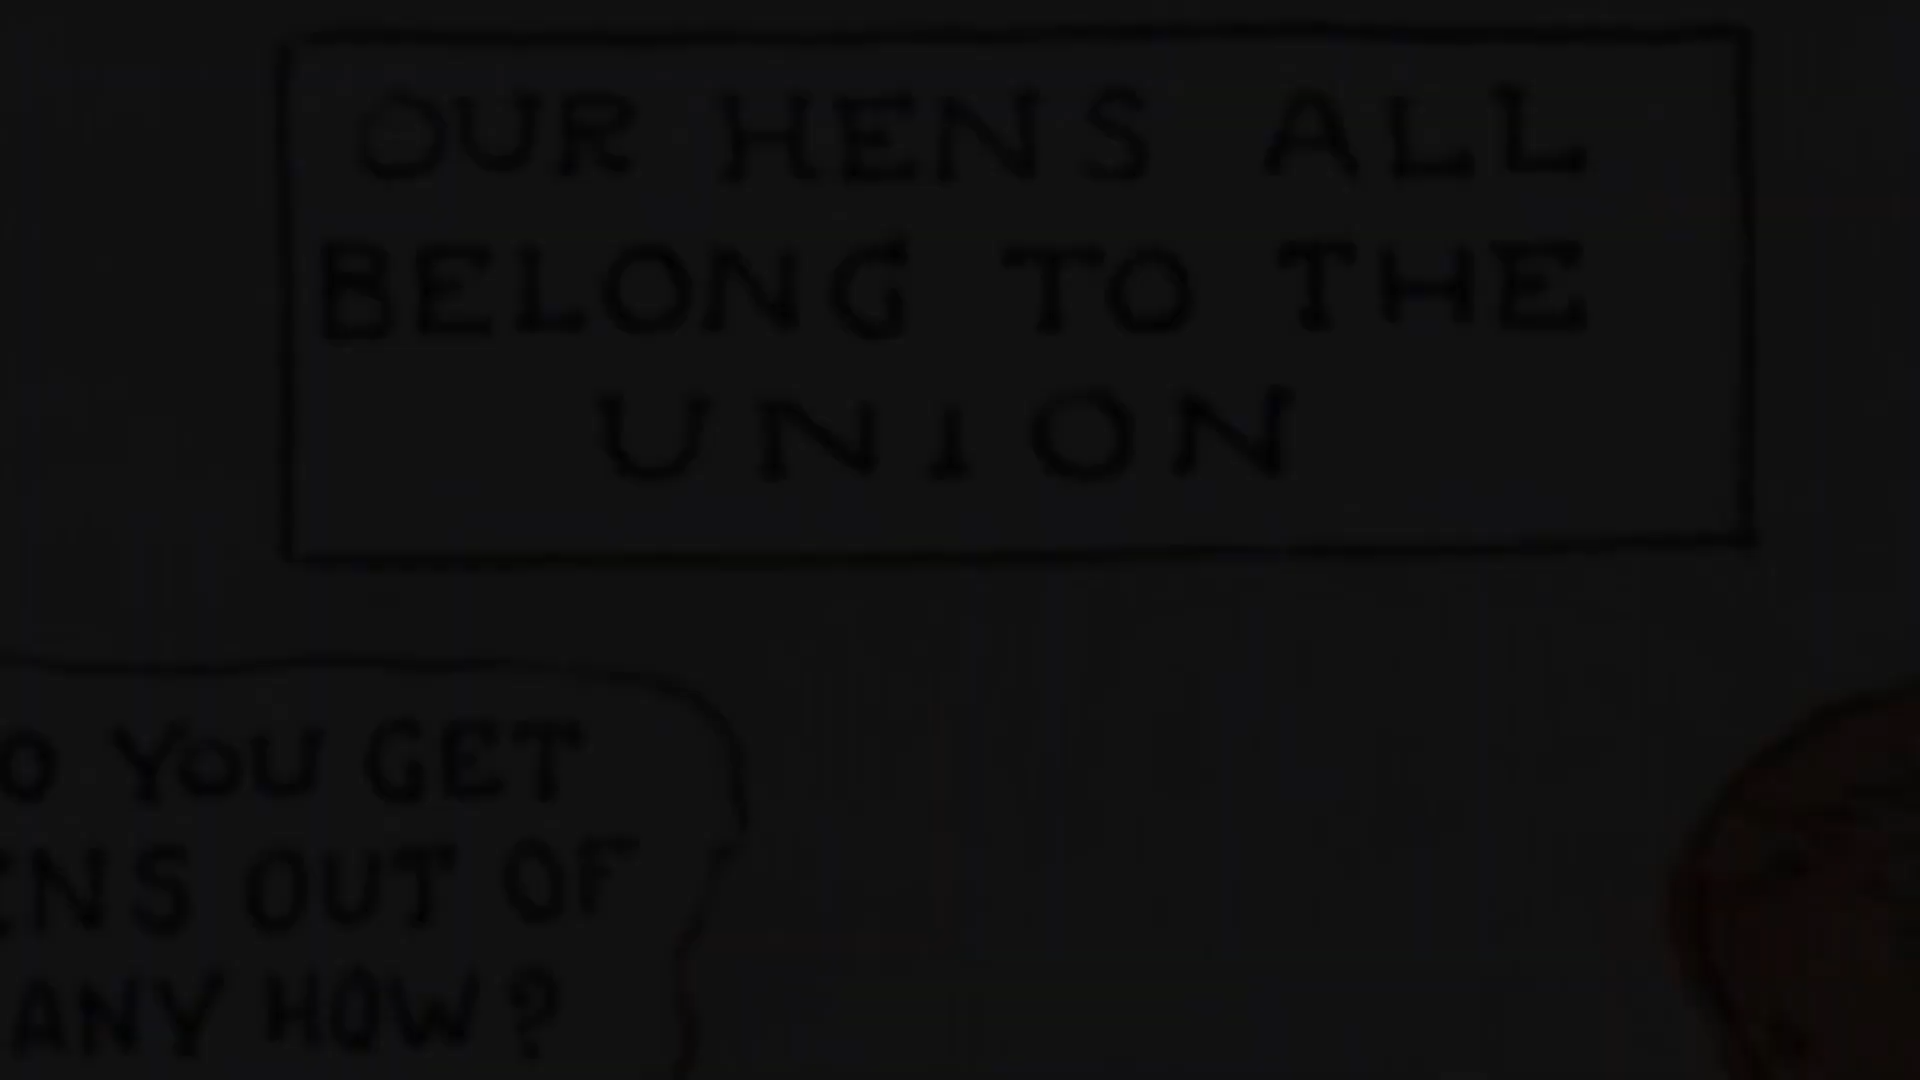 OUR HENS ALL
BELONG TO THE
UNION
YOU GET
OUT OF
ANY HOW?